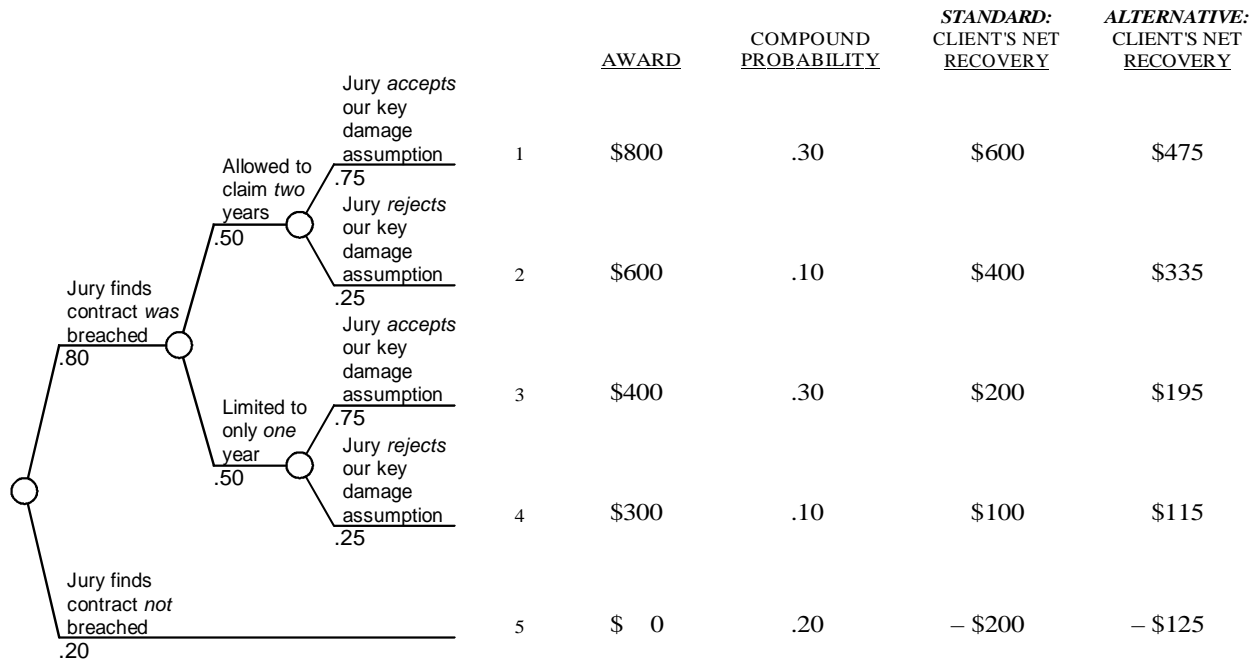 STANDARD: ALTERNATIVE:
COMPOUND CLIENT'S NET CLIENT'S NET
AWARD PROBABILITY RECOVERY RECOVERY
Jury accepts
our key
damage
assumption
.75
1 $800 .30 $600 $475
Allowed to
claim two
years
.50
Jury rejects
our key
damage
assumption
.25
2 $600 .10 $400 $335
Jury finds
contract was
breached
.80
Jury accepts
our key
damage
assumption
.75
3 $400 .30 $200 $195
Limited to
only one
year
.50
Jury rejects
our key
damage
assumption
.25
4 $300 .10 $100 $115
Jury finds
contract not
breached
.20
5 $ 0 .20 – $200 – $125